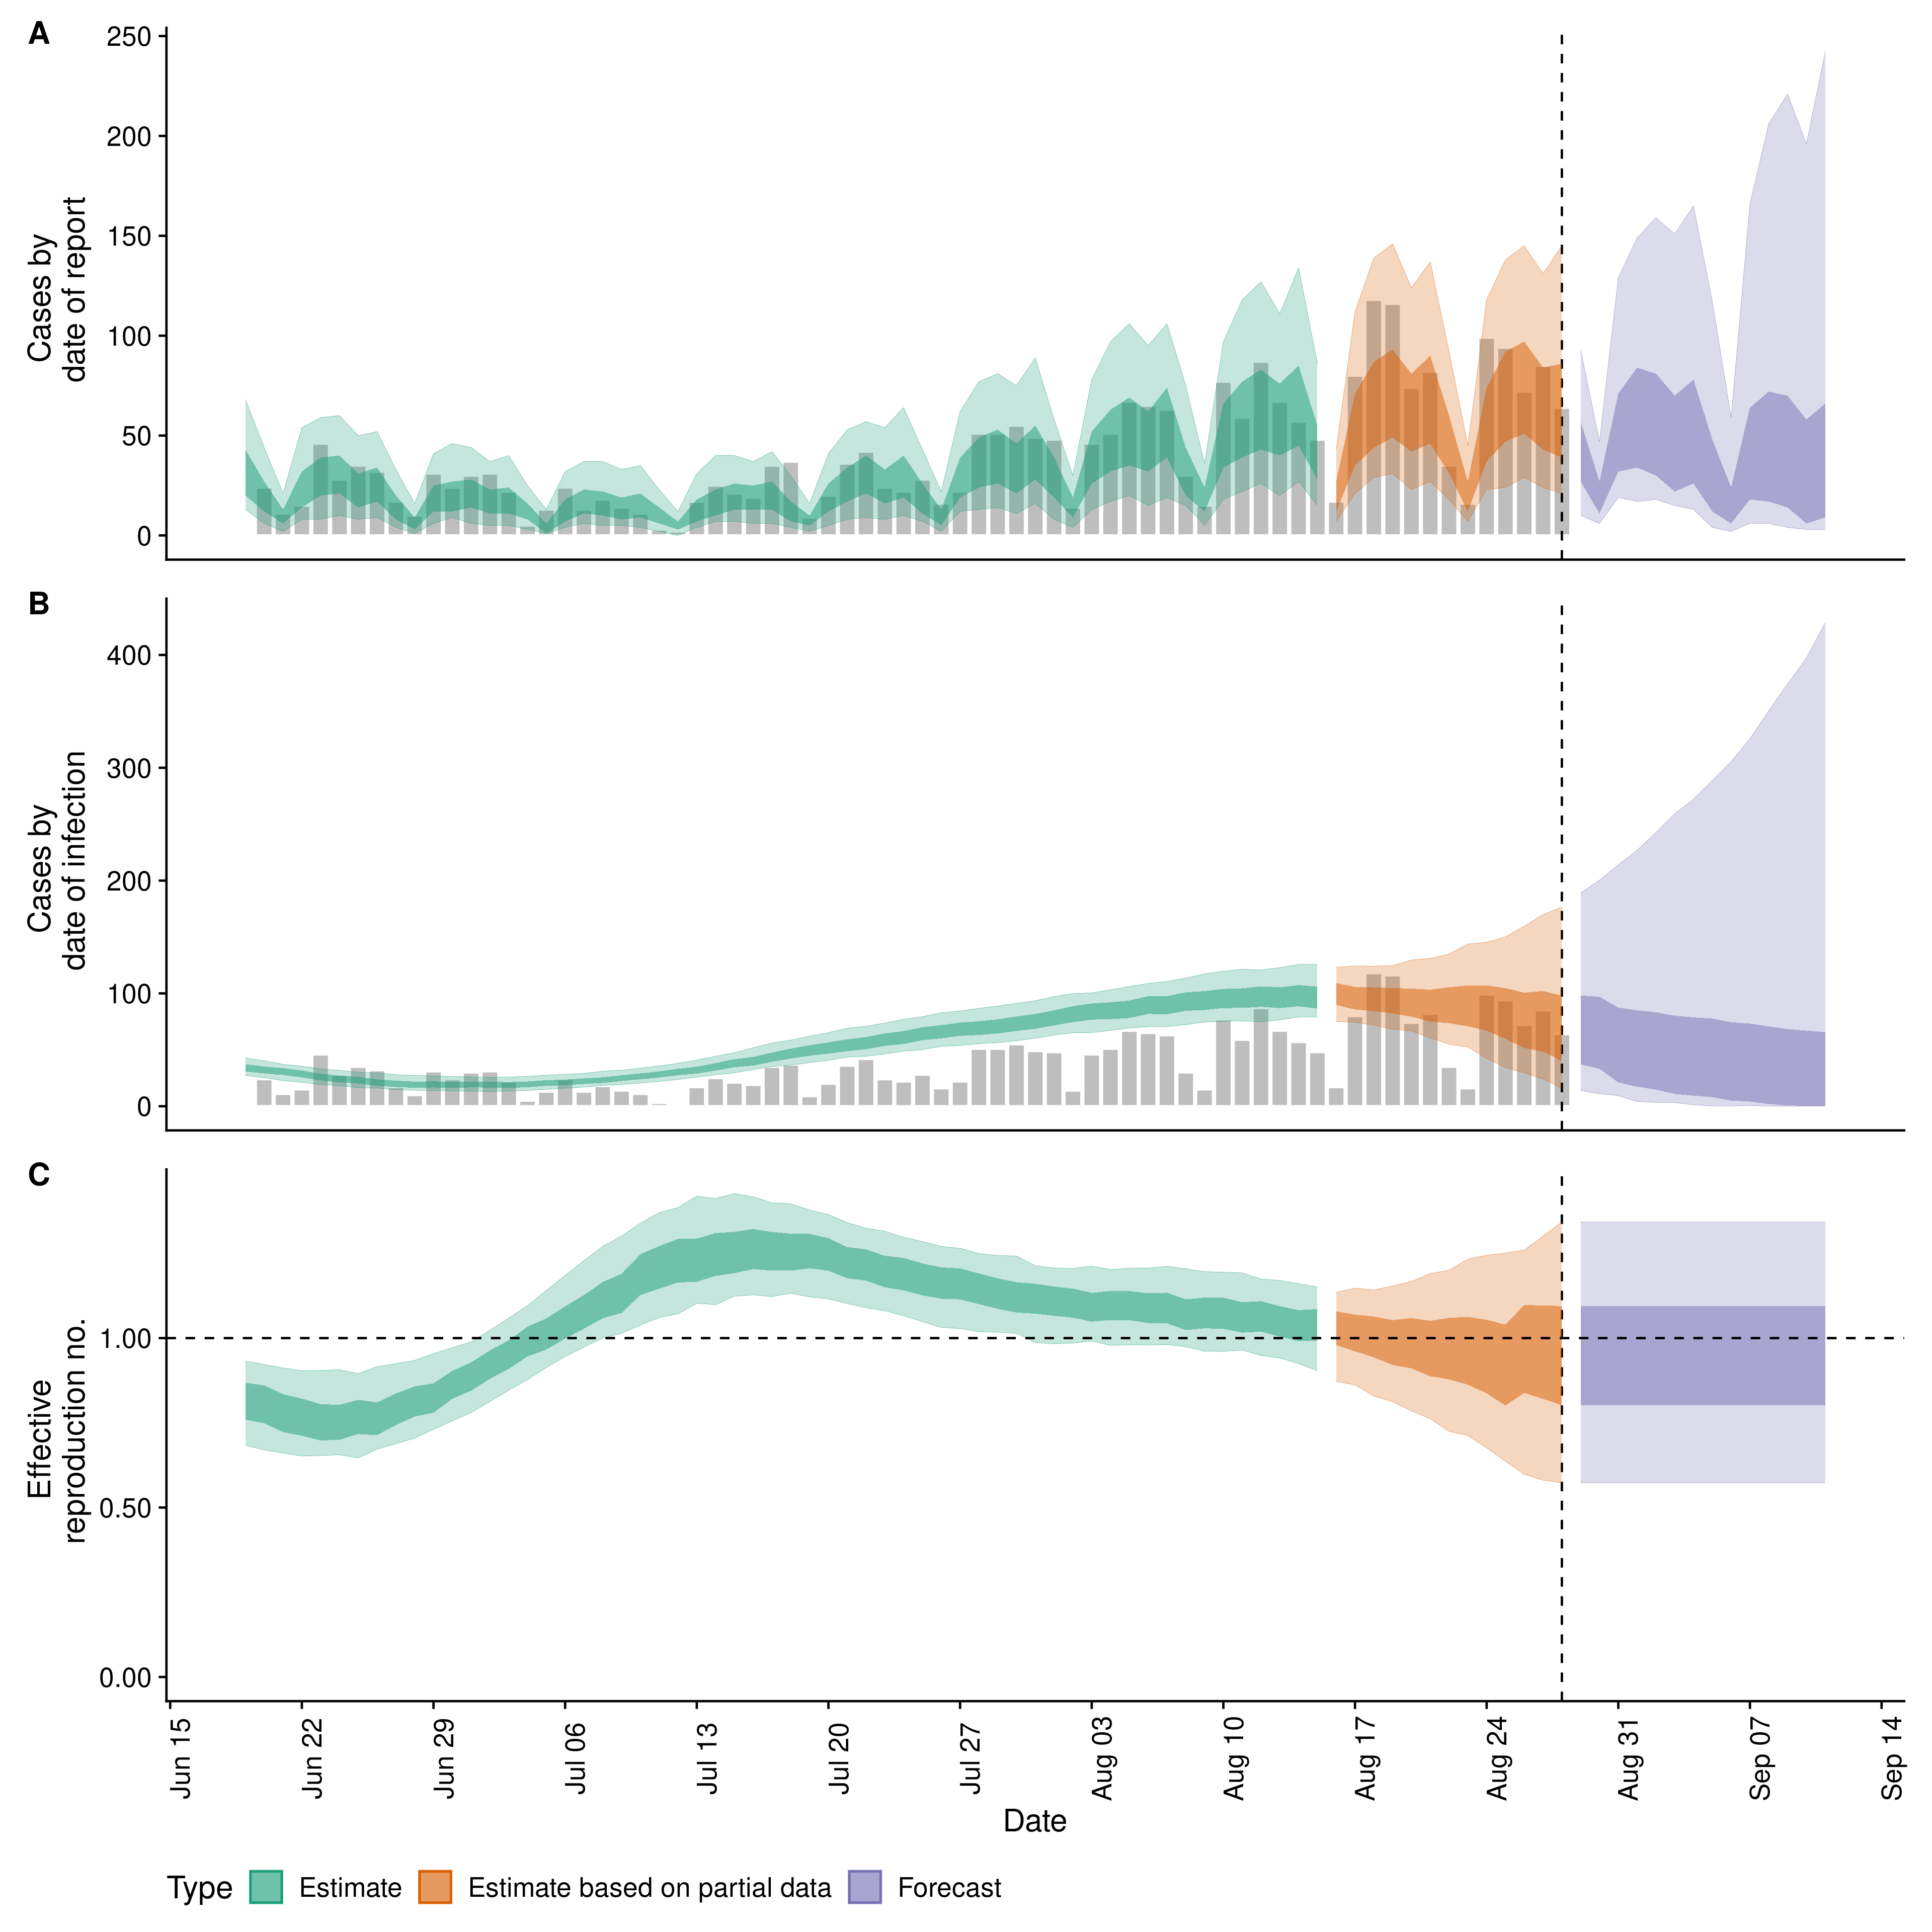 A
250
200
150
100
50
0
Cases by
date of report
B
400
300
200
100
0
Cases by
date of infection
C
1.00
0.50
0.00
Effective
reproduction no.
Jun 15
Jun 22
Jun 29
Jul 06
Jul 13
Jul 20
Jul 27
Aug 03
Aug 10
Aug 17
Aug 24
Aug 31
Sep 07
Sep 14
Date
Type Estimate Estimate based on partial data Forecast